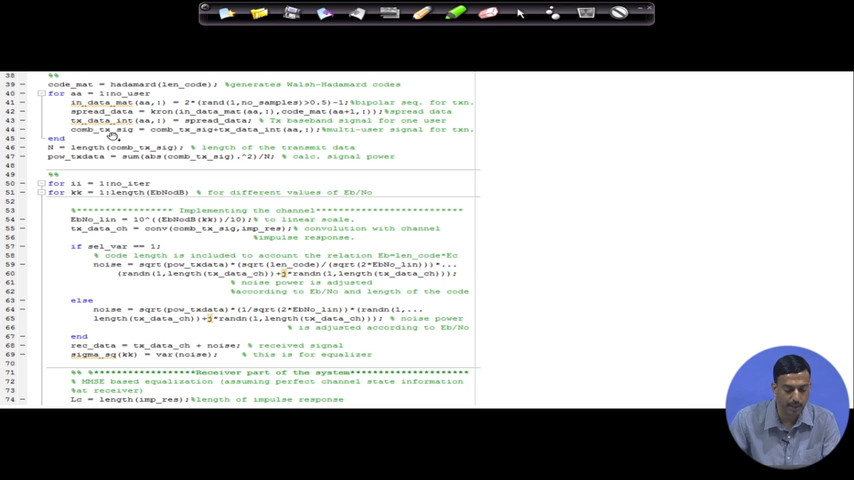 38 %%
39 code_mat = hadamard(len_code); %generates Walsh-Hadamard codes
40 for aa = 1:no_user
41 in_data_mat(aa,:) = 2*(rand(1,no_samples)>0.5)-1;%bipolar seq. for txn.
42 spread_data = kron(in_data_mat(aa,:),code_mat(aa+1,:));%spread data
43 tx_data_int(aa,:) = spread_data; % Tx baseband signal for one user
44 comb_tx_sig = comb_tx_sig+tx_data_int(aa,:);%multi-user signal for txn.
45 end
46 N = length(comb_tx_sig); % length of the transmit data
47 pow_txdata = sum(abs(comb_tx_sig).^2)/N; % calc. signal power
48
49 %%
50 for ii = 1:no_iter
51 for kk = 1:length(EbNodB) % for different values of Eb/No
52
53 %**************** Implementing the channel************************
54 EbNo_lin = 10^((EbNodB(kk))/10);% to linear scale.
55 tx_data_ch = conv(comb_tx_sig,imp_res); % convolution with channel
56 %impulse response.
57 if sel_var == 1;
58 % code length is included to account the relation Eb=len_code*Ec
59 noise = sqrt(pow_txdata)*(sqrt(len_code)/(sqrt(2*EbNo_lin)))*...
60 (randn(1,length(tx_data_ch))+j*randn(1,length(tx_data_ch)));
61 % noise power is adjusted
62 %according to Eb/No and length of the code
63 else
64 noise = sqrt(pow_txdata)*(1/sqrt(2*EbNo_lin))*(randn(1,...
65 length(tx_data_ch))+j*randn(1,length(tx_data_ch))); % noise power
66 % is adjusted according to Eb/No
67 end
68 rec_data = tx_data_ch + noise; % received signal
69 sigma_sq(kk) = var(noise); % this is for equalizer
70
71 %% %********************Receiver part of the system**********************
72 % MMSE based equalization (assuming perfect channel state information
73 %at receiver)
74 Lc = length(imp_res);%length of impulse response